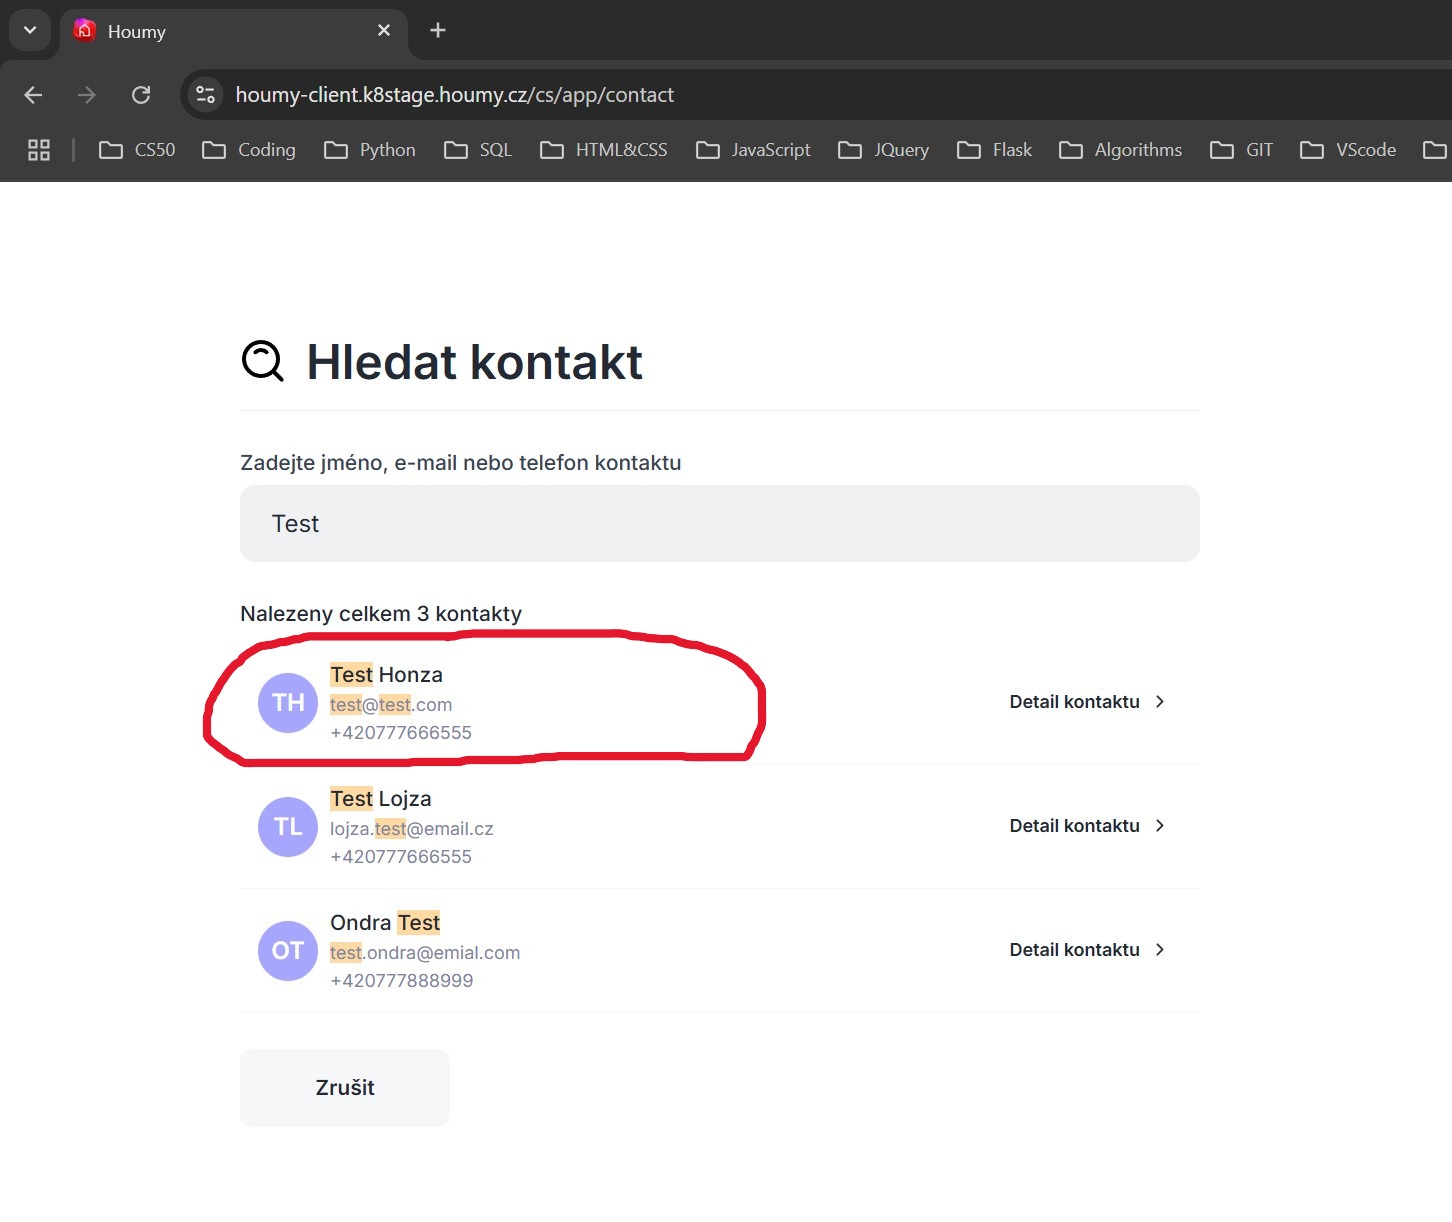 Houmy
houmy-client.k8stage.houmy.cz/cs/app/contact
CS50 Coding Python SQL HTML&CSS JavaScript JQuery Flask Algorithms GIT VScode
Hledat kontakt
Zadejte jméno, e-mail nebo telefon kontaktu
Test
Nalezeny celkem 3 kontakty
TH
Test Honza
test@test.com
+420777666555
Detail kontaktu
TL
Test Lojza
lojza.test@email.cz
+420777666555
Detail kontaktu
OT
Ondra Test
test.ondra@emial.com
+420777888999
Detail kontaktu
Zrušit